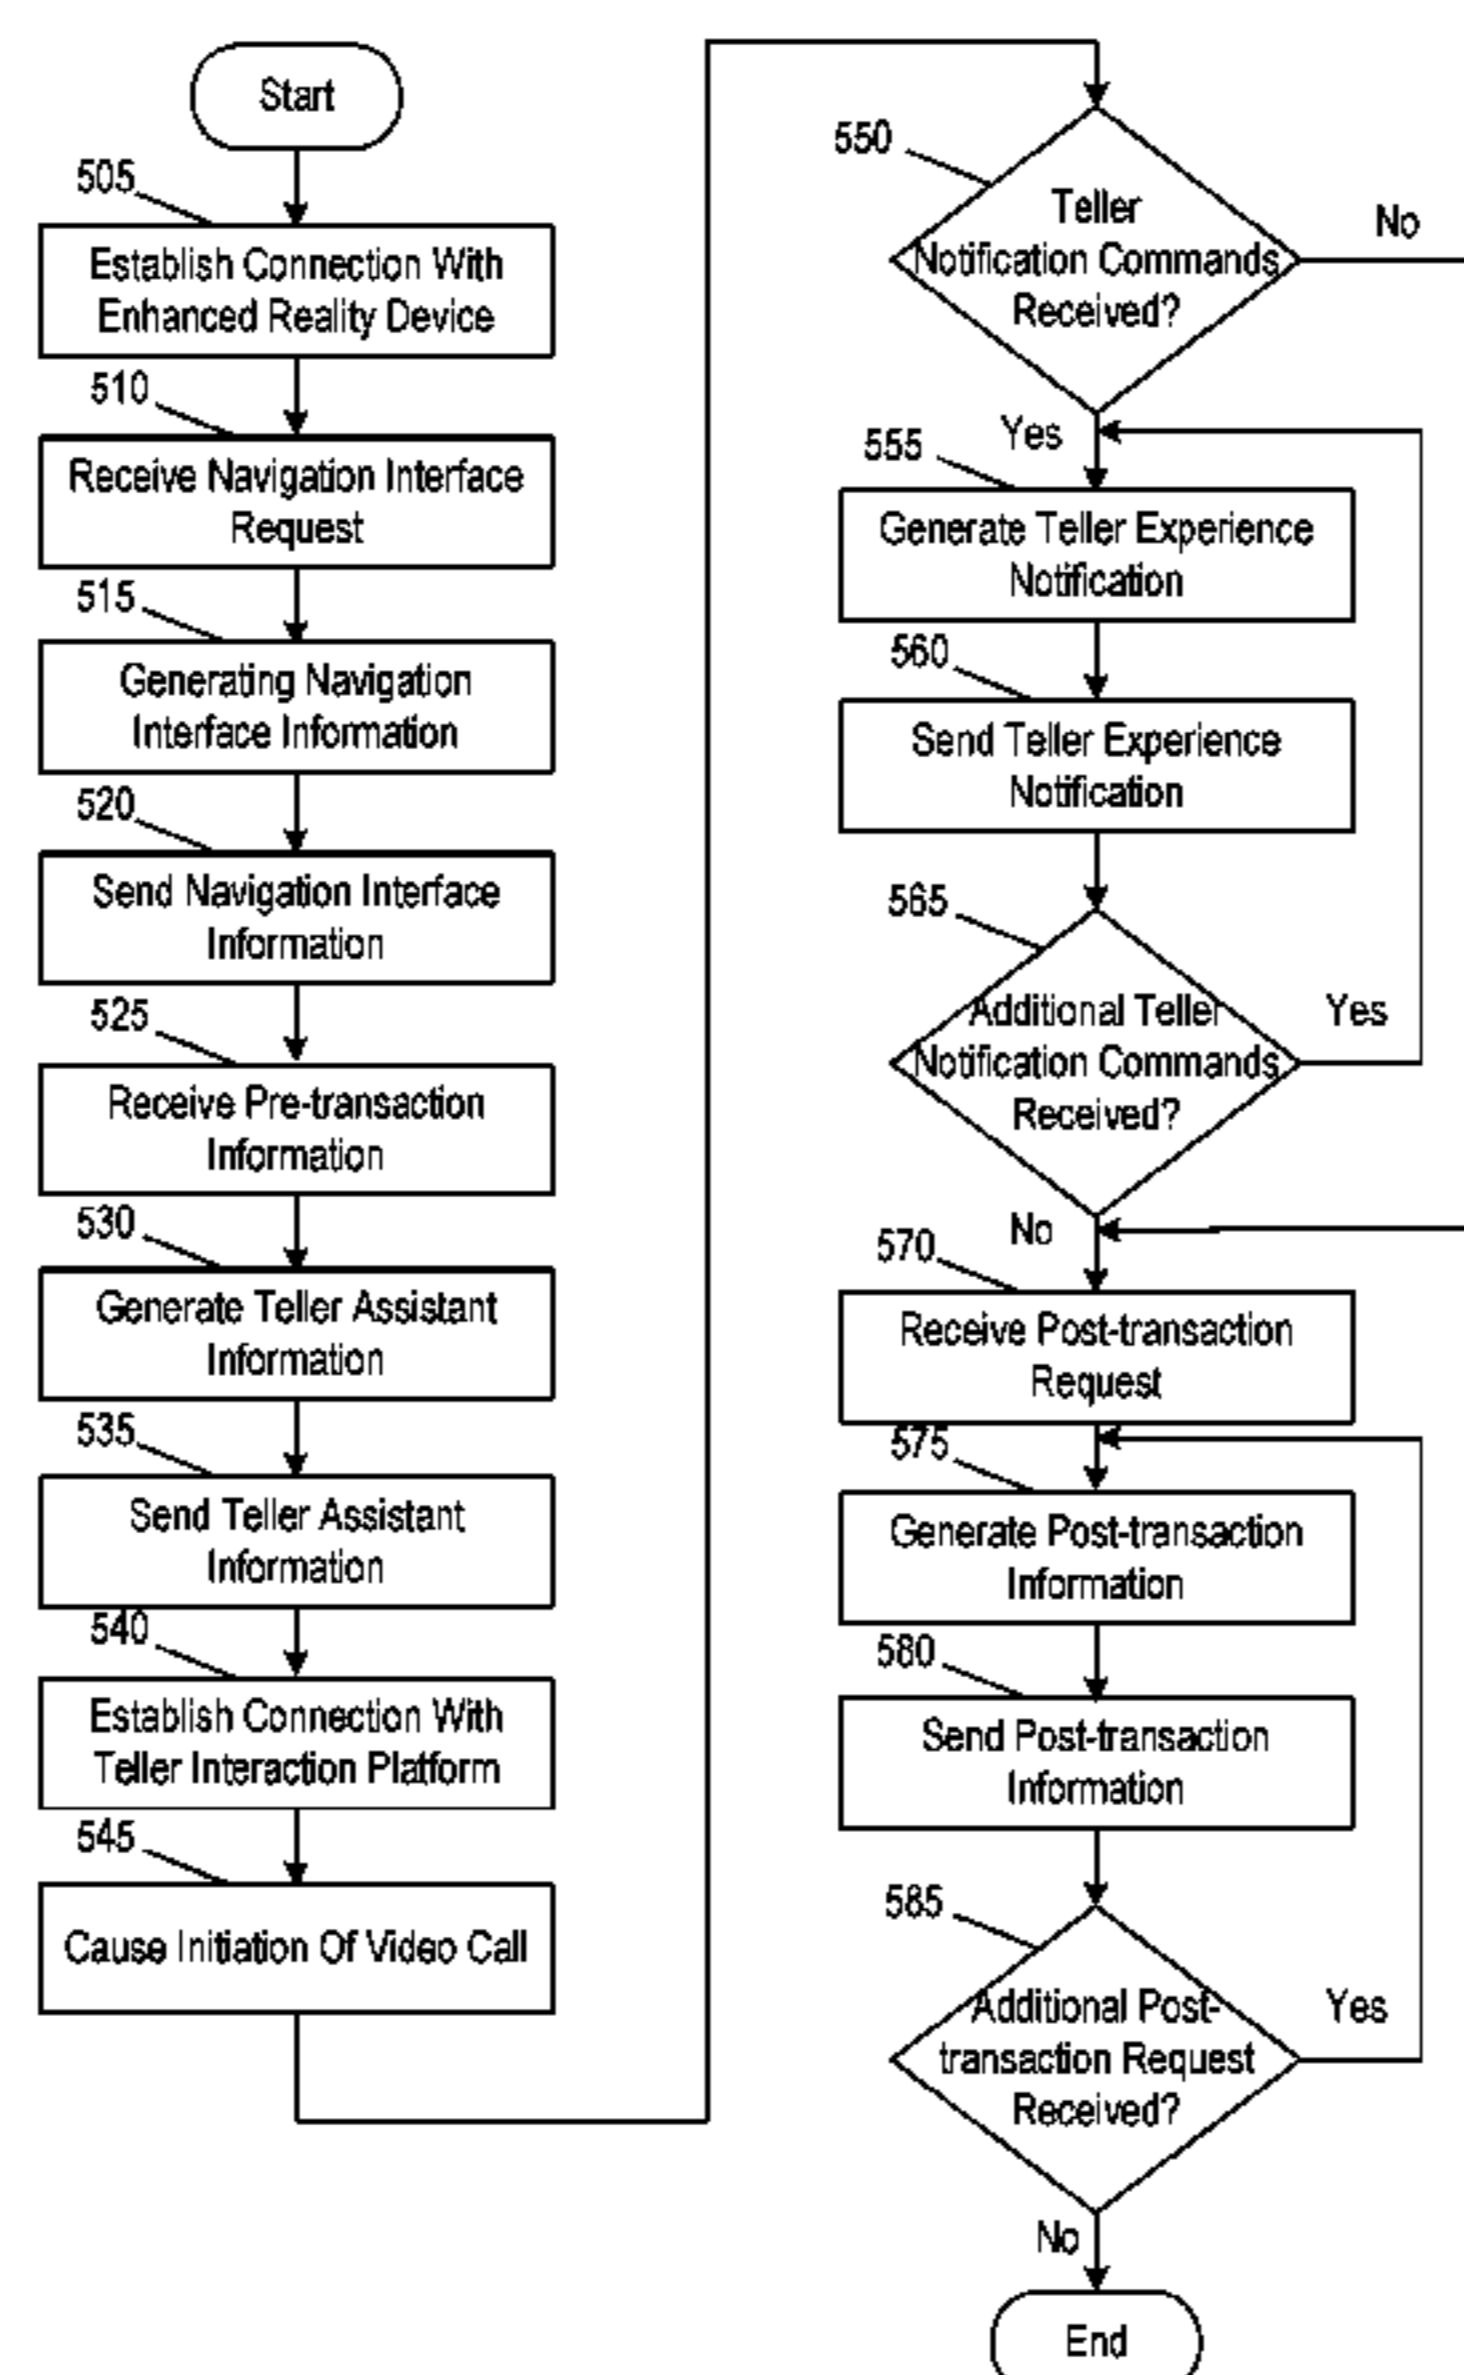 Start
505
Establish Connection With
Enhanced Reality Device
510
Receive Navigation Interface
Request
515
Generating Navigation
Interface Information
520
Send Navigation Interface
Information
525
Receive Pre-transaction
Information
530
Generate Teller Assistant
Information
535
Send Teller Assistant
Information
540
Establish Connection With
Teller Interaction Platform
545
Cause Initiation Of Video Call
550
Teller
Notification Commands
Received?
No
Yes
555
Generate Teller Experience
Notification
560
Send Teller Experience
Notification
565
Additional Teller
Notification Commands
Received?
Yes
No
570
Receive Post-transaction
Request
575
Generate Post-transaction
Information
580
Send Post-transaction
Information
585
Additional Post-
transaction Request
Received?
Yes
No
End